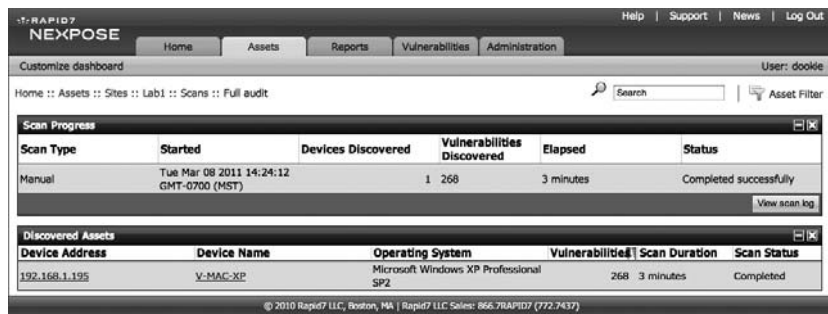 RAPID7
NEXPOSE
Help | Support | News | Log Out
Home Assets Reports Vulnerabilities Administration
Customize dashboard User: dookie
Home :: Assets :: Sites :: Lab1 :: Scans :: Full audit Search | Asset Filter
Scan Progress
Scan Type Started Devices Discovered Vulnerabilities Discovered Elapsed Status
Manual Tue Mar 08 2011 14:24:12 GMT-0700 (MST) 1 268 3 minutes Completed successfully
View scan log
Discovered Assets
Device Address Device Name Operating System Vulnerabilities Scan Duration Scan Status
192.168.1.195 V-MAC-XP Microsoft Windows XP Professional SP2 268 3 minutes Completed
© 2010 Rapid7 LLC, Boston, MA | Rapid7 LLC Sales: 866.7RAPID7 (772.7437)